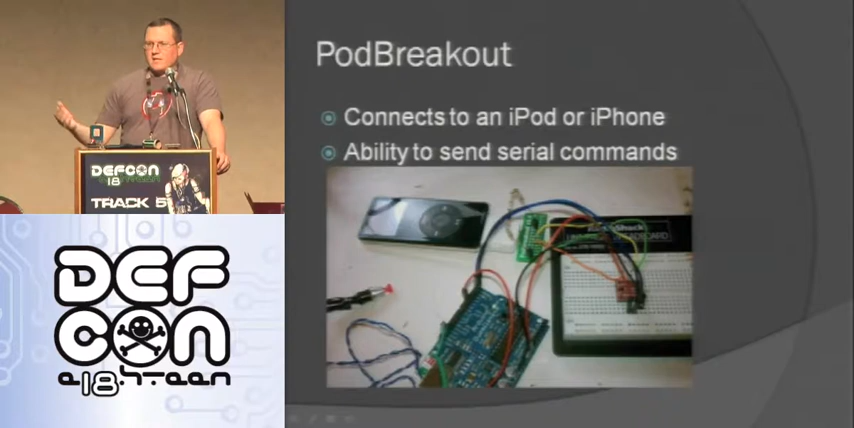 PodBreakout
Connects to an iPod or iPhone
Ability to send serial commands
DEFCON
18
TRACK 5
DEF
CON
18